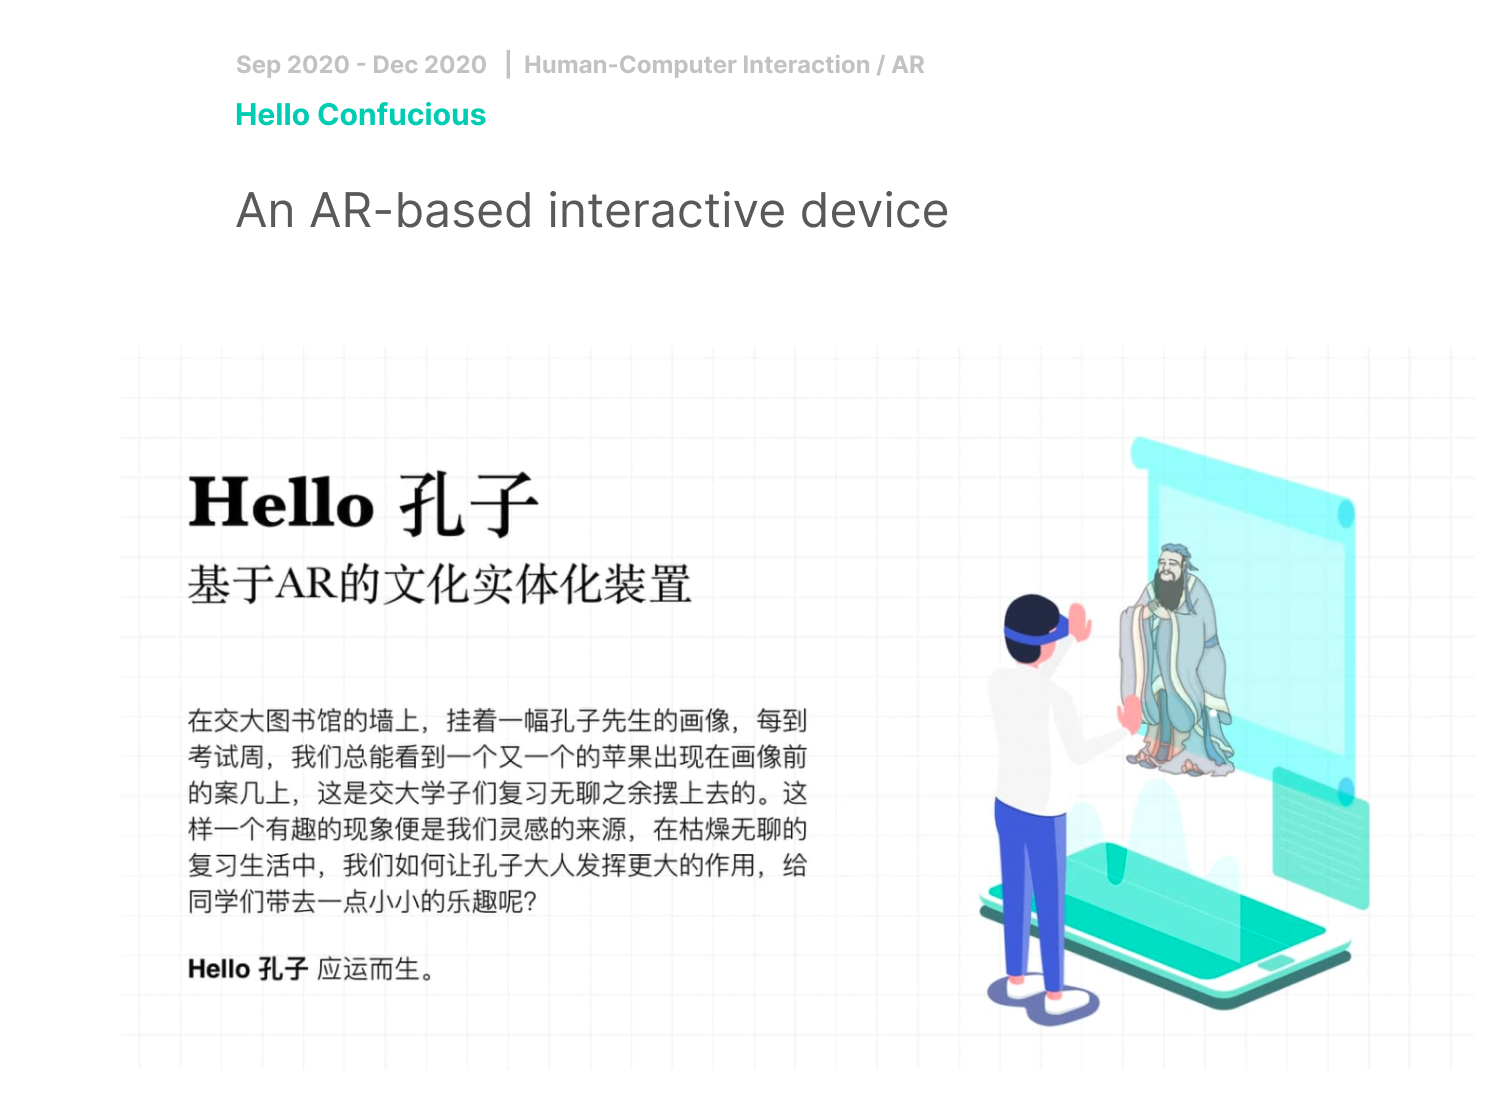 Sep 2020 - Dec 2020 | Human-Computer Interaction / AR
Hello Confucious
An AR-based interactive device
Hello 孔子
基于AR的文化实体化装置
在交大图书馆的墙上，挂着一幅孔子先生的画像，每到
考试周，我们总能看到一个又一个的苹果出现在画像前
的案几上，这是交大学子们复习无聊之余摆上去的。这
样一个有趣的现象便是我们灵感的来源，在枯燥无聊的
复习生活中，我们如何让孔子大人发挥更大的作用，给
同学们带去一点小小的乐趣呢？
Hello 孔子 应运而生。